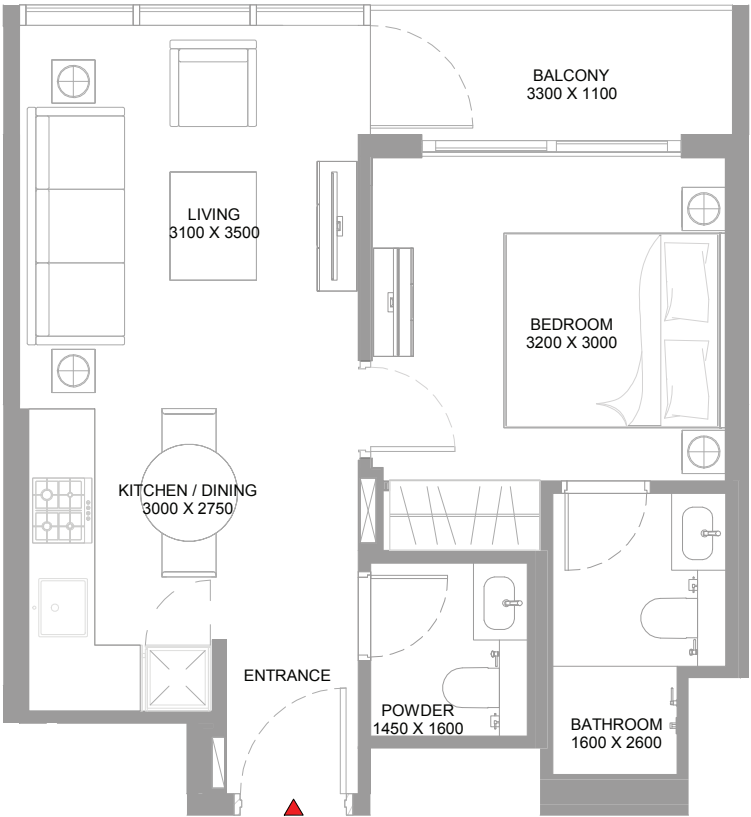 BALCONY
3300 X 1100
LIVING
3100 X 3500
BEDROOM
3200 X 3000
KITCHEN / DINING
3000 X 2750
ENTRANCE
POWDER
1450 X 1600
BATHROOM
1600 X 2600